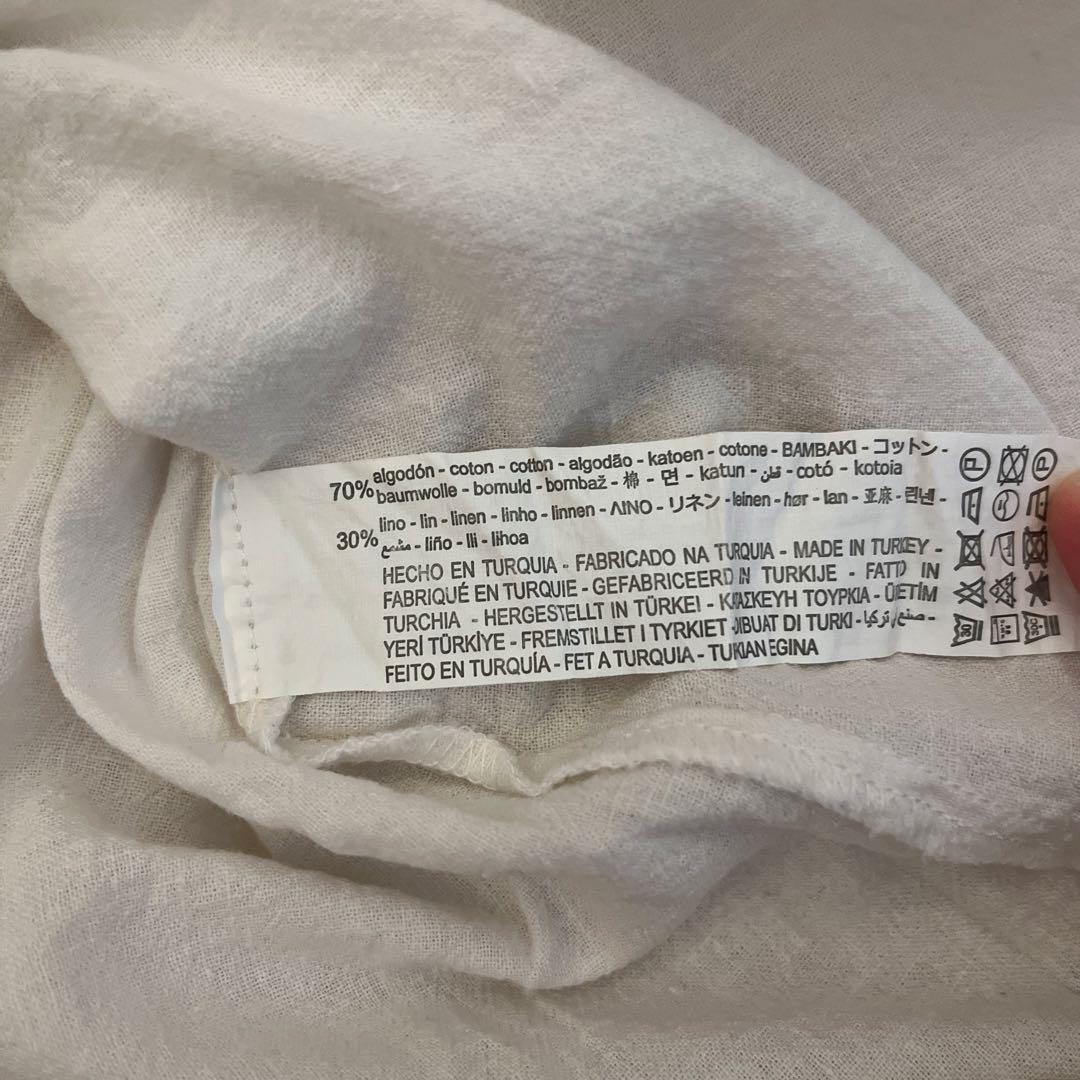 70% algodón - coton - cotton - algodão - katoen - cotone - BAMBAKI - コットン -
baumwolle - bomuld - bombaž - 棉 - 면 - katun - قطن - cotó - kotoia
30% lino - lin - linen - linho - linnen - ΛΙΝΟ - リネン - leinen - hør - lan - 亚麻 - 린넨 -
مشمع - liño - lli - lihoa
HECHO EN TURQUIA - FABRICADO NA TURQUIA - MADE IN TURKEY -
FABRIQUÉ EN TURQUIE - GEFABRICEERD IN TURKIJE - FATTO IN
TURCHIA - HERGESTELLT IN TÜRKEI - ΤΟΥΡΚΙΑ - ÜRETİM
YERİ TÜRKİYE - FREMSTILLET I TYRKIET - DIBUAT DI TURKI - صنع في تركيا -
FEITO EN TURQUÍA - FET A TURQUIA - TURKIAN EGINA